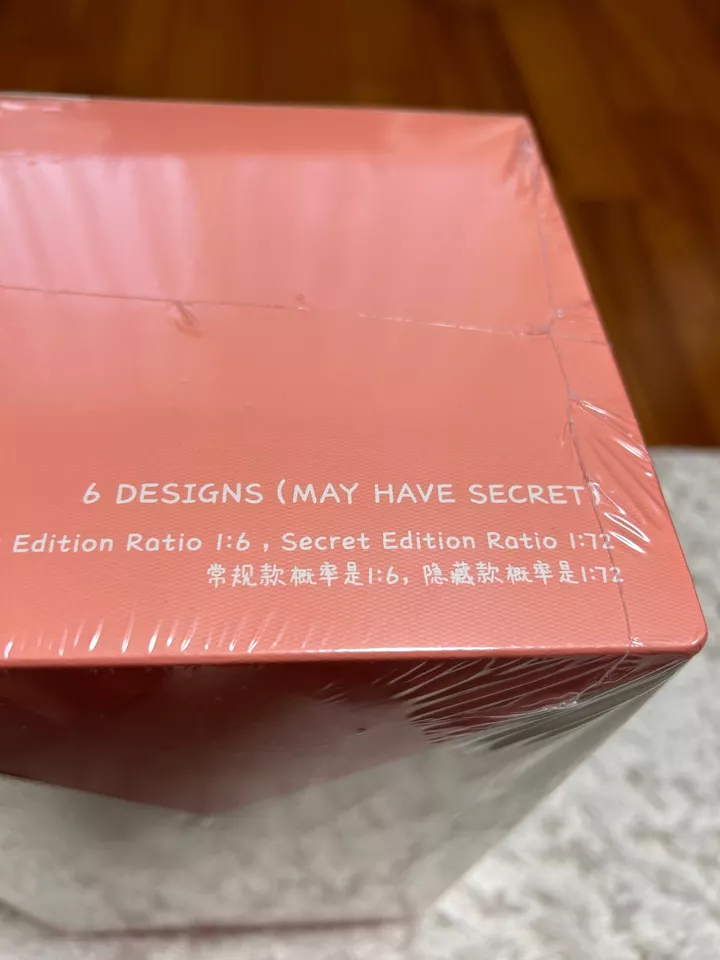 6 DESIGNS (MAY HAVE SECRET)
Edition Ratio 1:6 , Secret Edition Ratio 1:72
常规款概率是1:6, 隐藏款概率是1:72